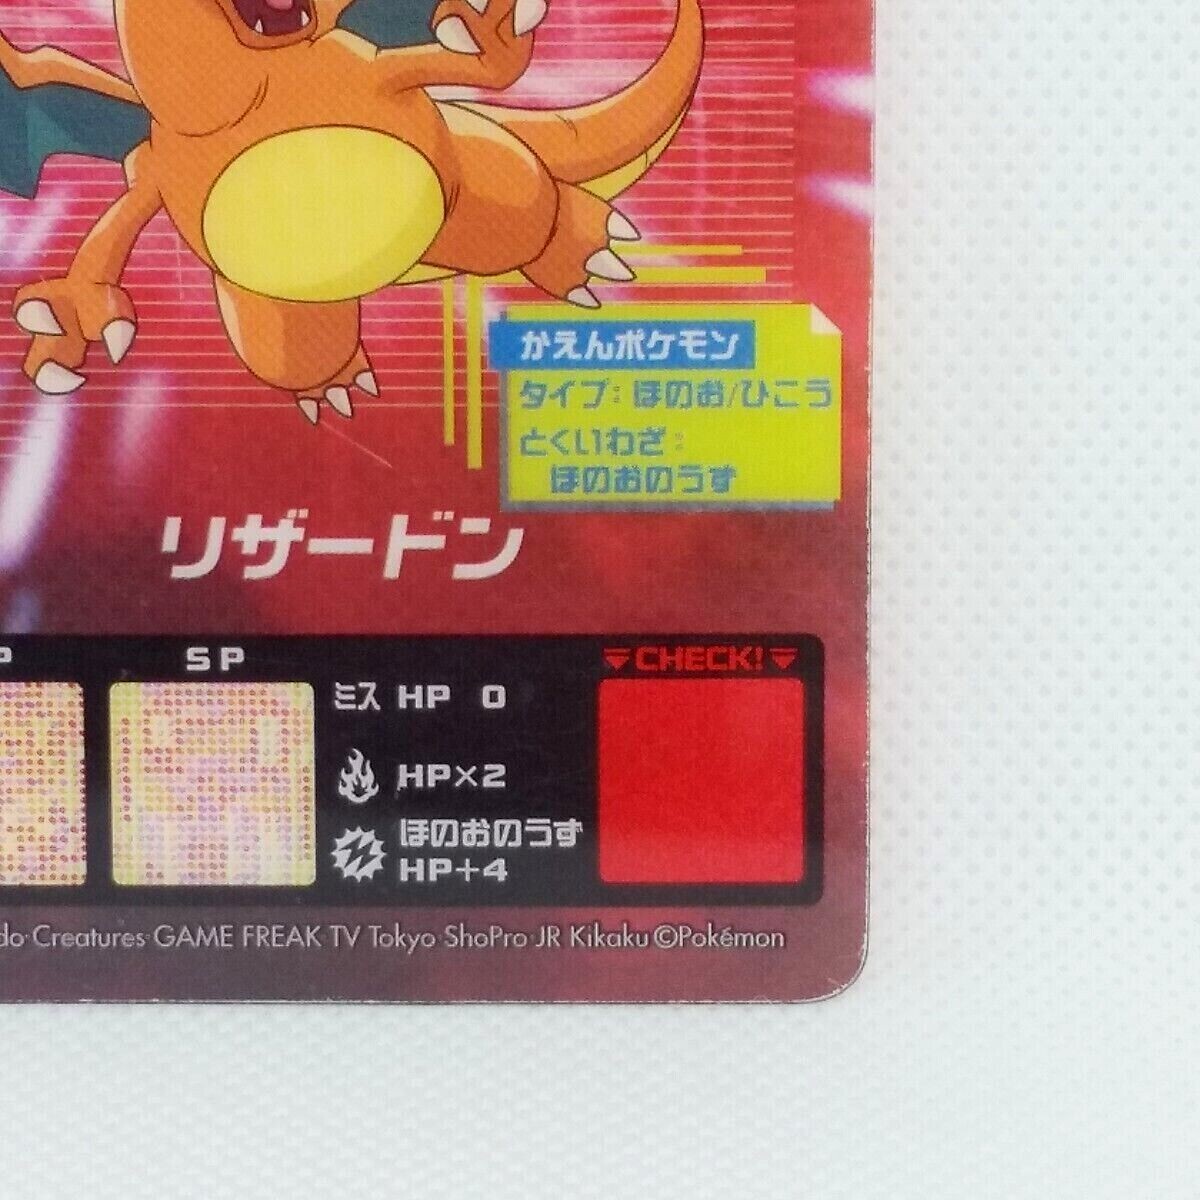 かえんポケモン
タイプ:ほのお/ひこう
とくいわざ:
ほのおのうず
リザードン
P
SP
ミス HP 0
HP×2
ほのおのうず
HP+4
CHECK!
do·Creatures·GAME FREAK·TV Tokyo·ShoPro·JR Kikaku ©Pokémon